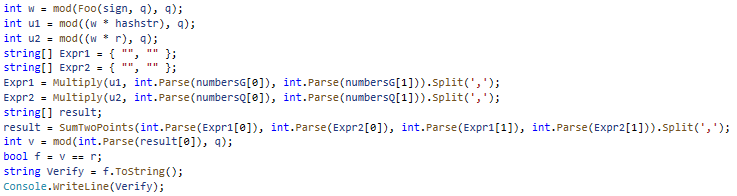 int w = mod(Foo(sign, q), q);
int u1 = mod((w * hashstr), q);
int u2 = mod((w * r), q);
string[] Expr1 = { "", "" };
string[] Expr2 = { "", "" };
Expr1 = Multiply(u1, int.Parse(numbersG[0]), int.Parse(numbersG[1])).Split(',');
Expr2 = Multiply(u2, int.Parse(numbersQ[0]), int.Parse(numbersQ[1])).Split(',');
string[] result;
result = SumTwoPoints(int.Parse(Expr1[0]), int.Parse(Expr2[0]), int.Parse(Expr1[1]), int.Parse(Expr2[1])).Split(',');
int v = mod(int.Parse(result[0]), q);
bool f = v == r;
string Verify = f.ToString();
Console.WriteLine(Verify);